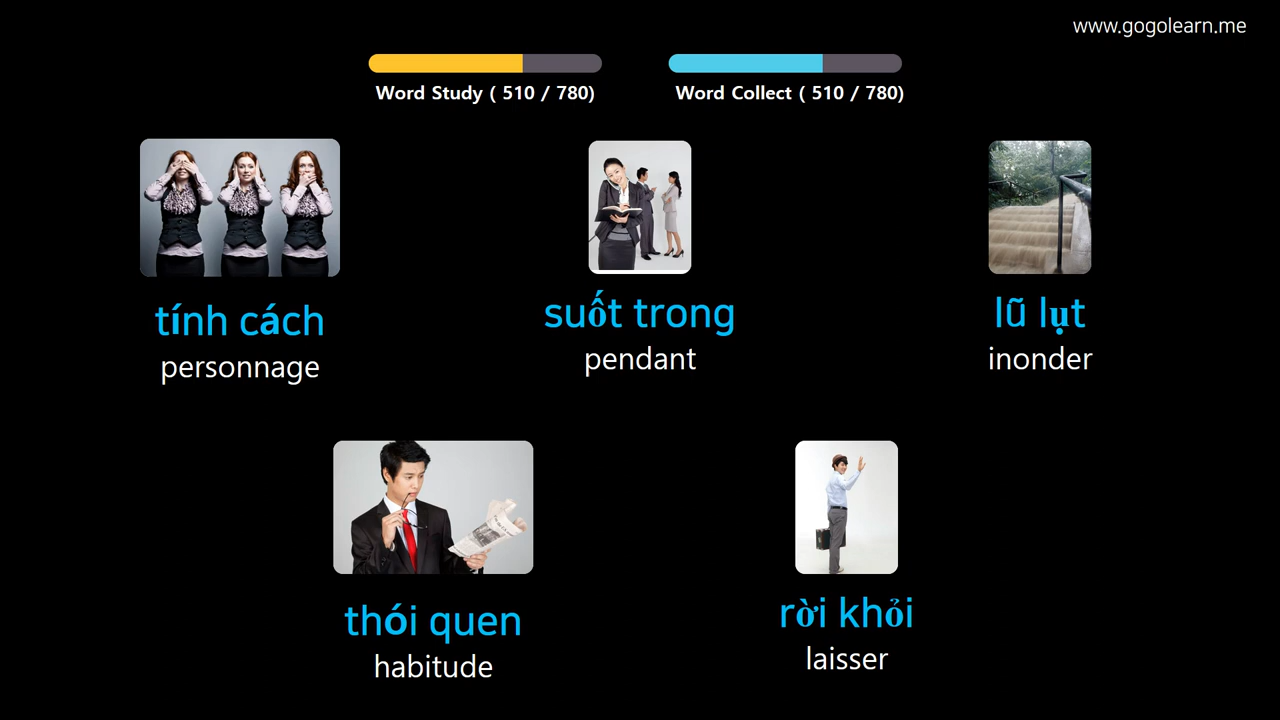 www.gogolearn.me
Word Study ( 510 / 780)
Word Collect ( 510 / 780)
tính cách
personnage
suốt trong
pendant
lũ lụt
inonder
thói quen
habitude
rời khỏi
laisser